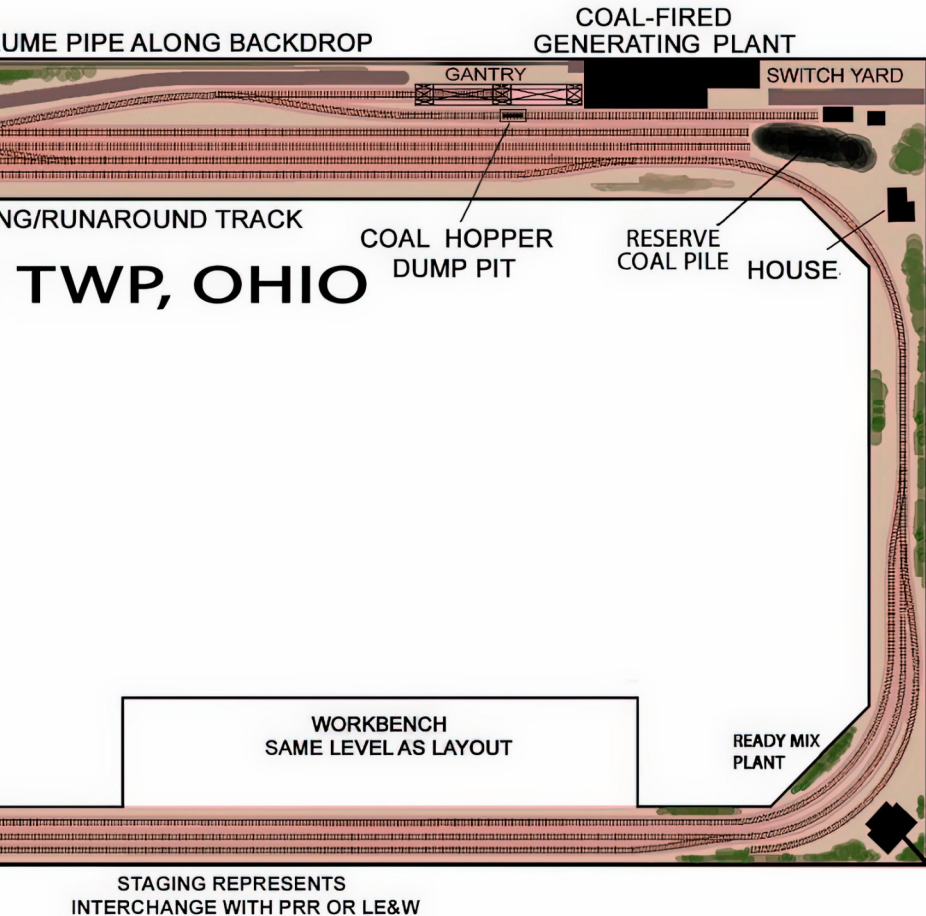 COAL-FIRED
GENERATING PLANT
UME PIPE ALONG BACKDROP
GANTRY
SWITCH YARD
NG/RUNAROUND TRACK
COAL HOPPER
DUMP PIT
RESERVE
COAL PILE
HOUSE
TWP, OHIO
WORKBENCH
SAME LEVEL AS LAYOUT
READY MIX
PLANT
STAGING REPRESENTS
INTERCHANGE WITH PRR OR LE&W